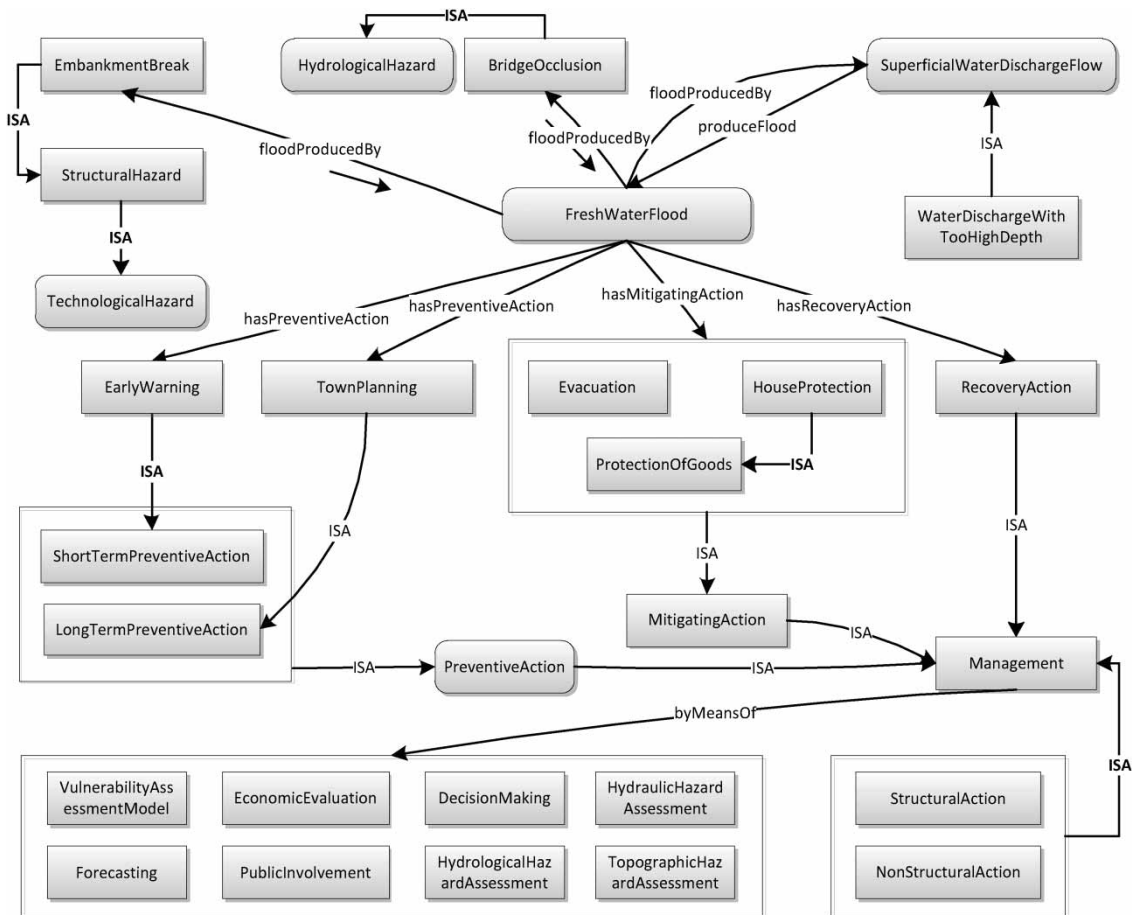 ISA
EmbankmentBreak
HydrologicalHazard
BridgeOcclusion
SuperficialWaterDischargeFlow
ISA
floodProducedBy
produceFlood
floodProducedBy
floodProducedBy
ISA
StructuralHazard
FreshWaterFlood
WaterDischargeWith
TooHighDepth
ISA
TechnologicalHazard
hasPreventiveAction
hasPreventiveAction
hasMitigatingAction
hasRecoveryAction
EarlyWarning
TownPlanning
Evacuation
HouseProtection
RecoveryAction
ISA
ProtectionOfGoods
ISA
ISA
ISA
ISA
ShortTermPreventiveAction
LongTermPreventiveAction
MitigatingAction
ISA
ISA
PreventiveAction
ISA
Management
byMeansOf
VulnerabilityAss
essmentModel
EconomicEvaluation
DecisionMaking
HydraulicHazard
Assessment
StructuralAction
ISA
Forecasting
PublicInvolvement
HydrologicalHaz
ardAssessment
TopographicHaz
ardAssessment
NonStructuralAction